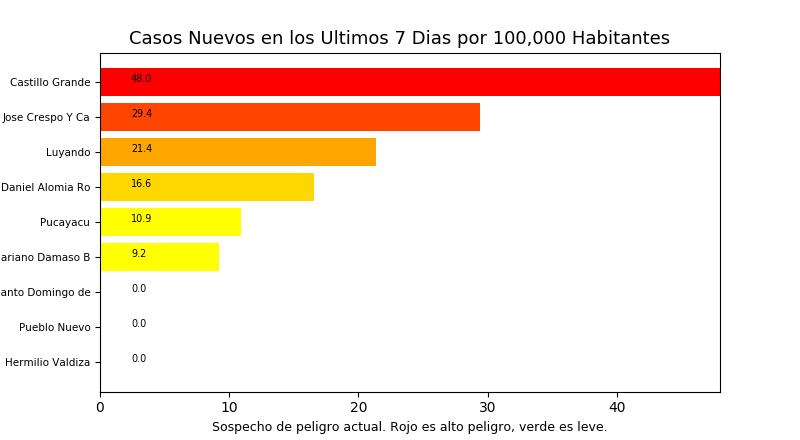 Casos Nuevos en los Ultimos 7 Dias por 100,000 Habitantes
Castillo Grande 48.0
Jose Crespo Y Ca 29.4
Luyando 21.4
Daniel Alomia Ro 16.6
Pucayacu 10.9
ariano Damaso B 9.2
anto Domingo de 0.0
Pueblo Nuevo 0.0
Hermilio Valdiza 0.0
0 10 20 30 40
Sospecho de peligro actual. Rojo es alto peligro, verde es leve.